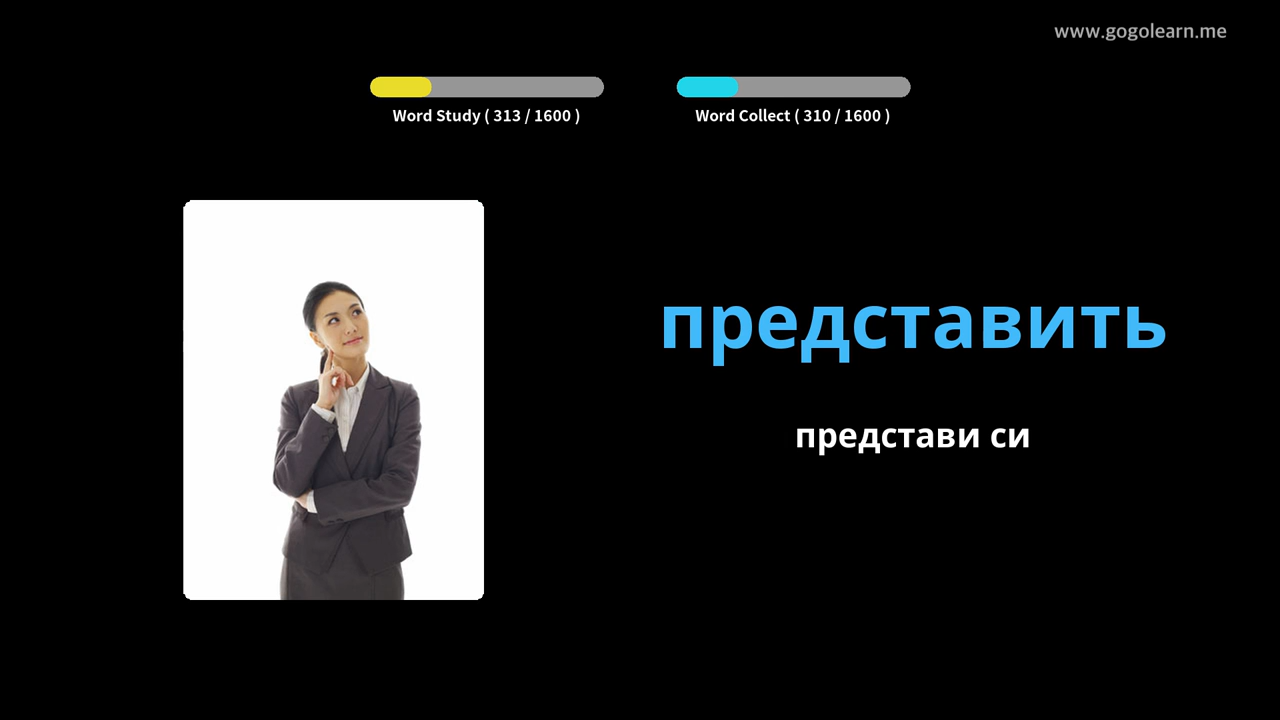 www.gogolearn.me
Word Study ( 313 / 1600 )
Word Collect ( 310 / 1600 )
представить
представи си